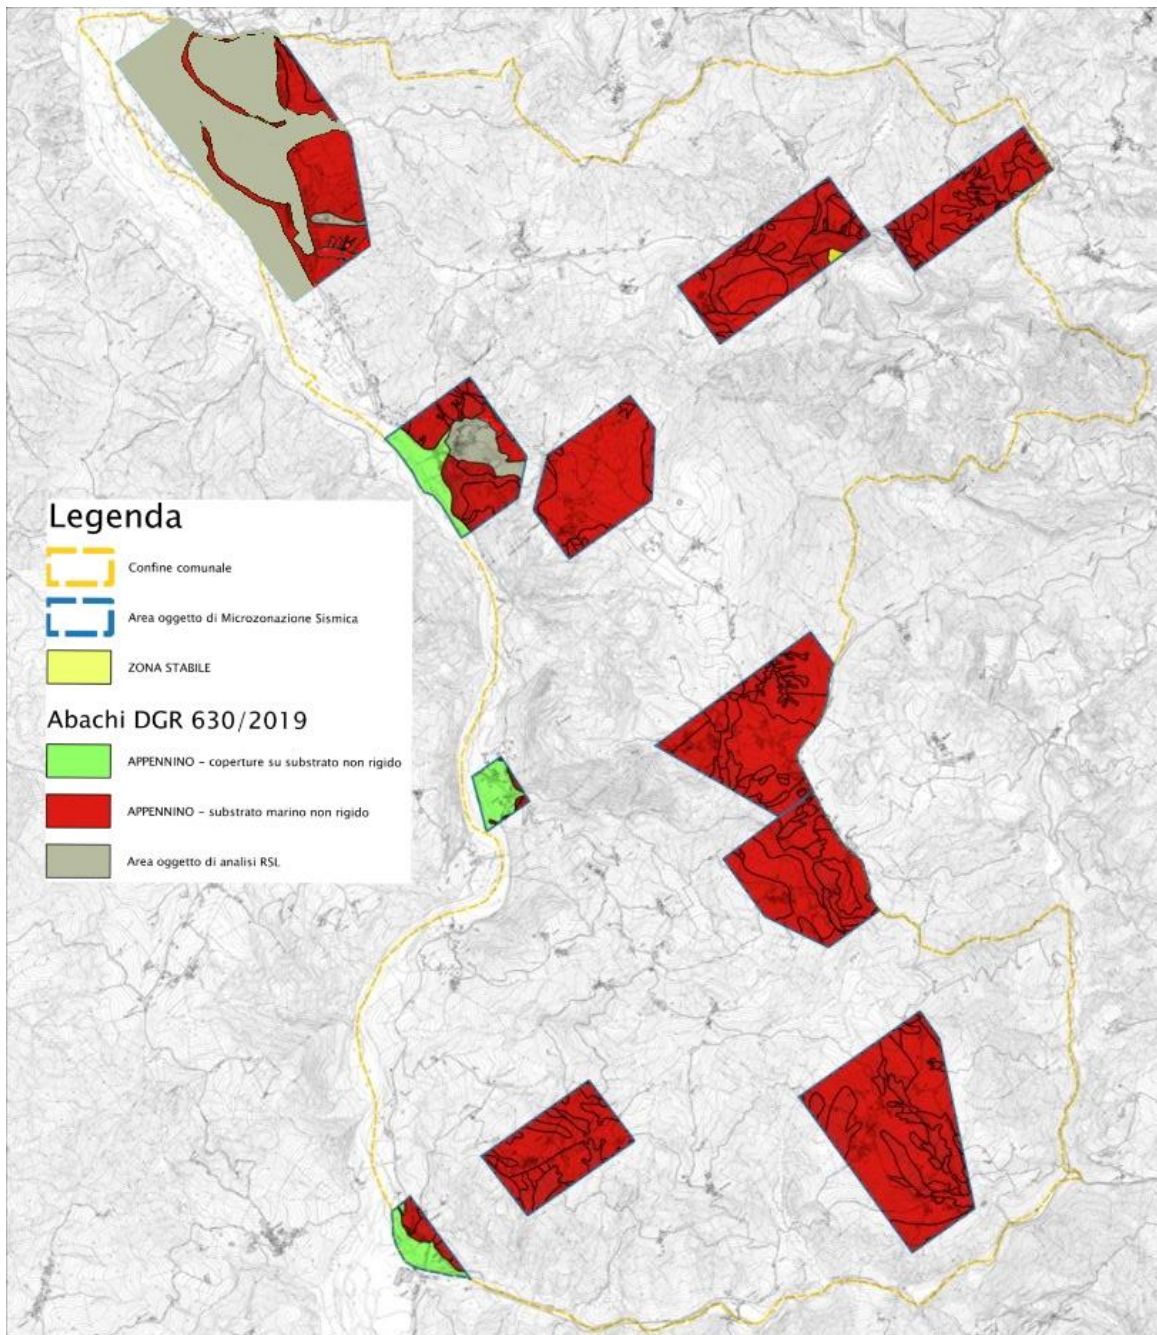 Legenda
Confine comunale
Area oggetto di Microzonazione Sismica
ZONA STABILE
Abachi DGR 630/2019
APPENNINO - coperture su substrato non rigido
APPENNINO - substrato marino non rigido
Area oggetto di analisi RSL